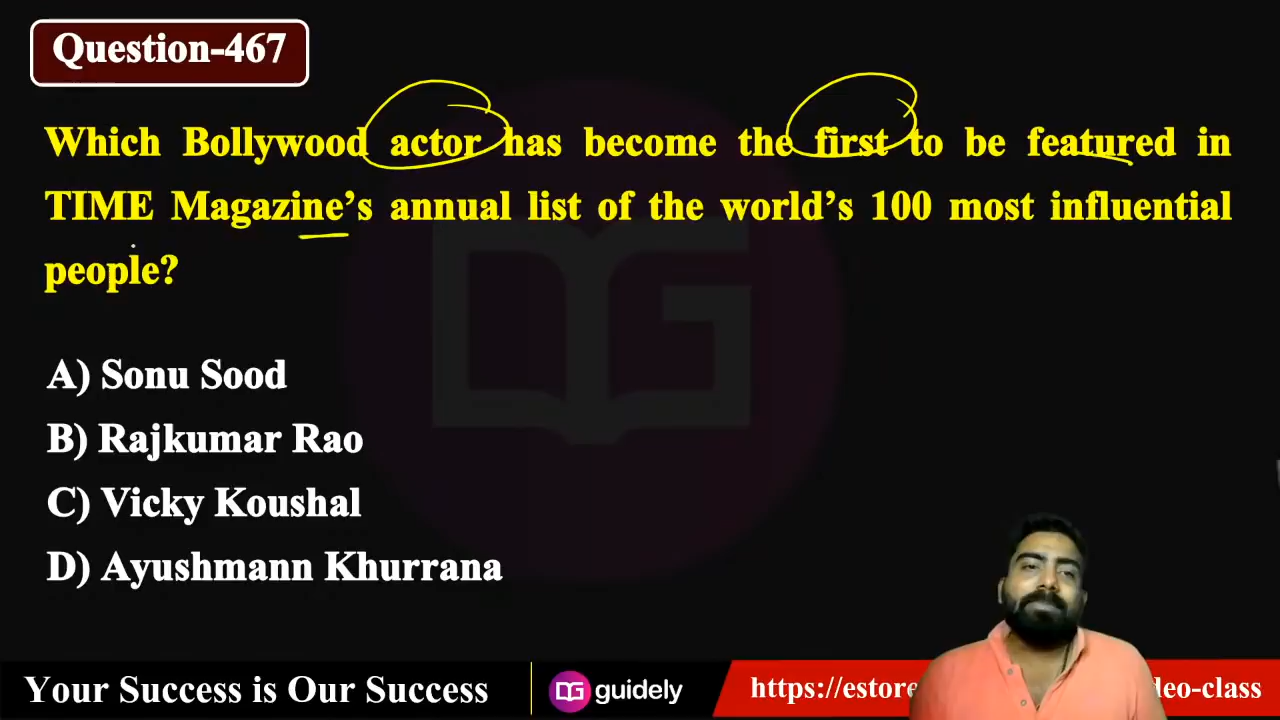 Question-467
Which Bollywood actor has become the first to be featured in
TIME Magazine's annual list of the world's 100 most influential
people?
A) Sonu Sood
B) Rajkumar Rao
C) Vicky Koushal
D) Ayushmann Khurrana
Your Success is Our Success
DG guidely
https://estore
deo-class